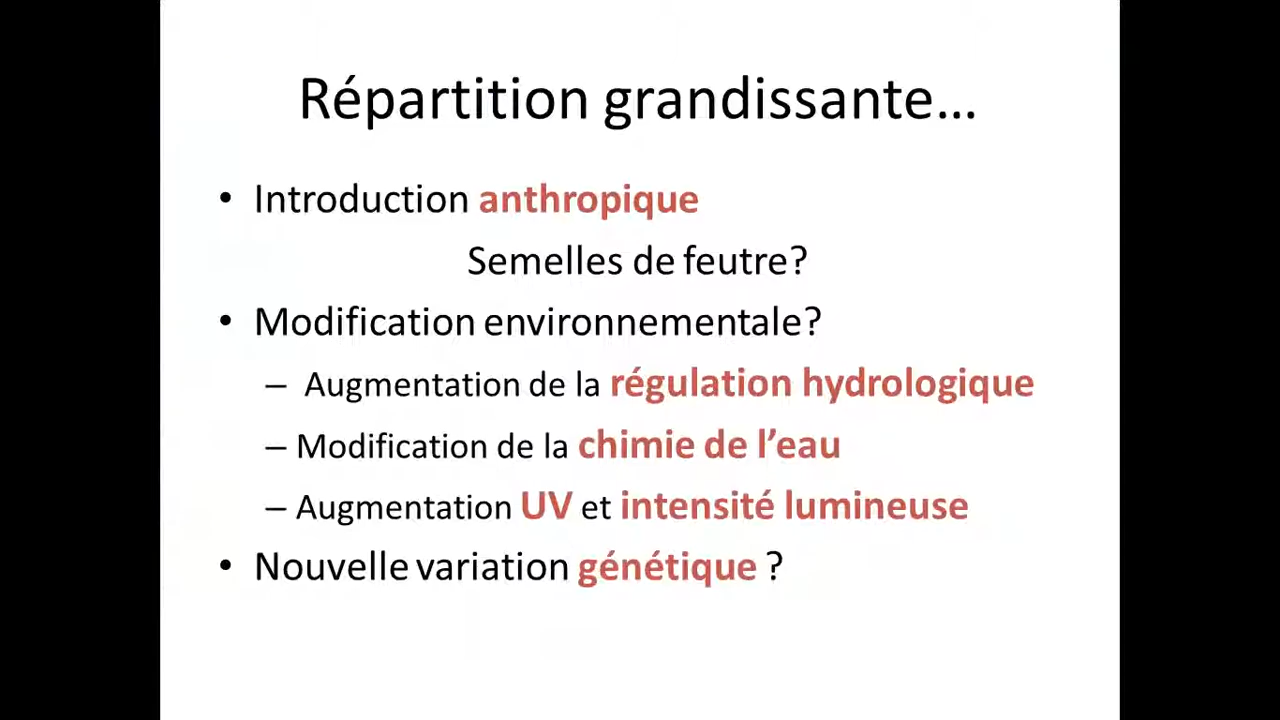 Répartition grandissante…
• Introduction anthropique
Semelles de feutre?
• Modification environnementale?
– Augmentation de la régulation hydrologique
– Modification de la chimie de l’eau
– Augmentation UV et intensité lumineuse
• Nouvelle variation génétique ?